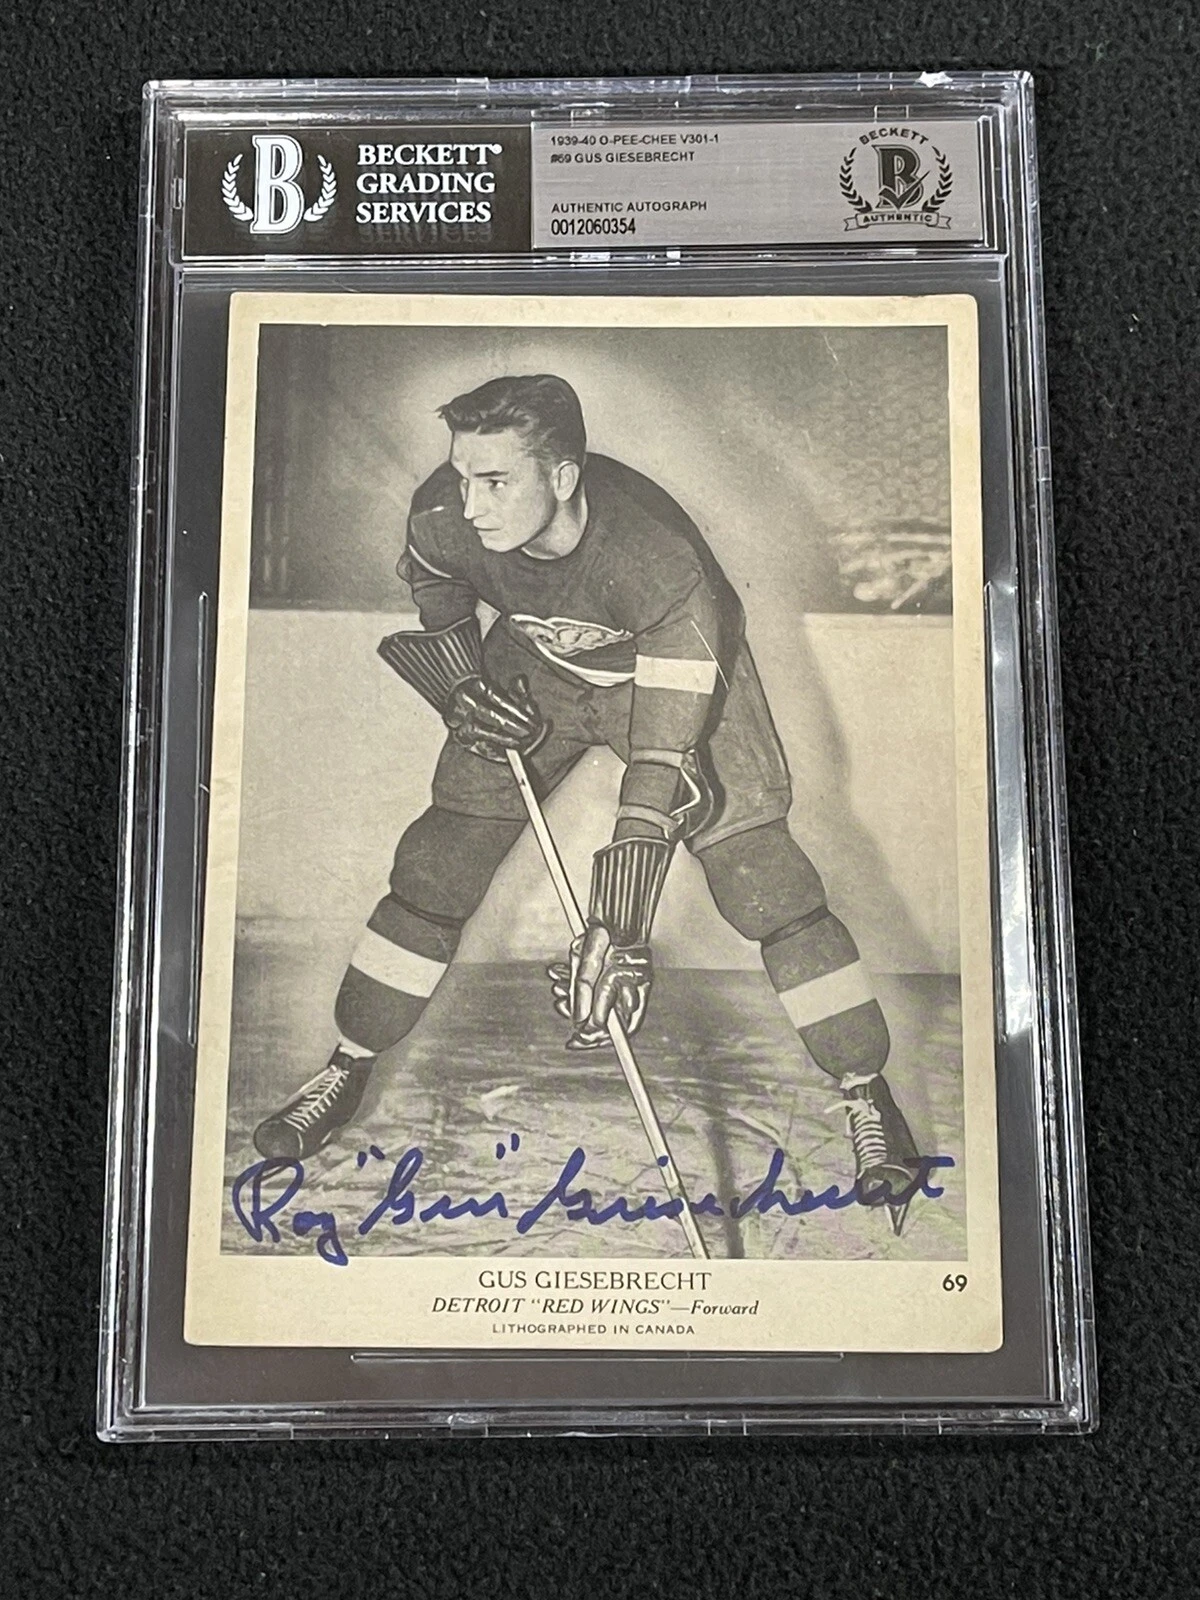 B
BECKETT®
GRADING
SERVICES
1939-40 O-PEE-CHEE V301-1
#69 GUS GIESEBRECHT
AUTHENTIC AUTOGRAPH
0012060354
BECKETT
B
AUTHENTIC
Roy "Gus" Giesebrecht
GUS GIESEBRECHT
69
DETROIT "RED WINGS"—Forward
LITHOGRAPHED IN CANADA